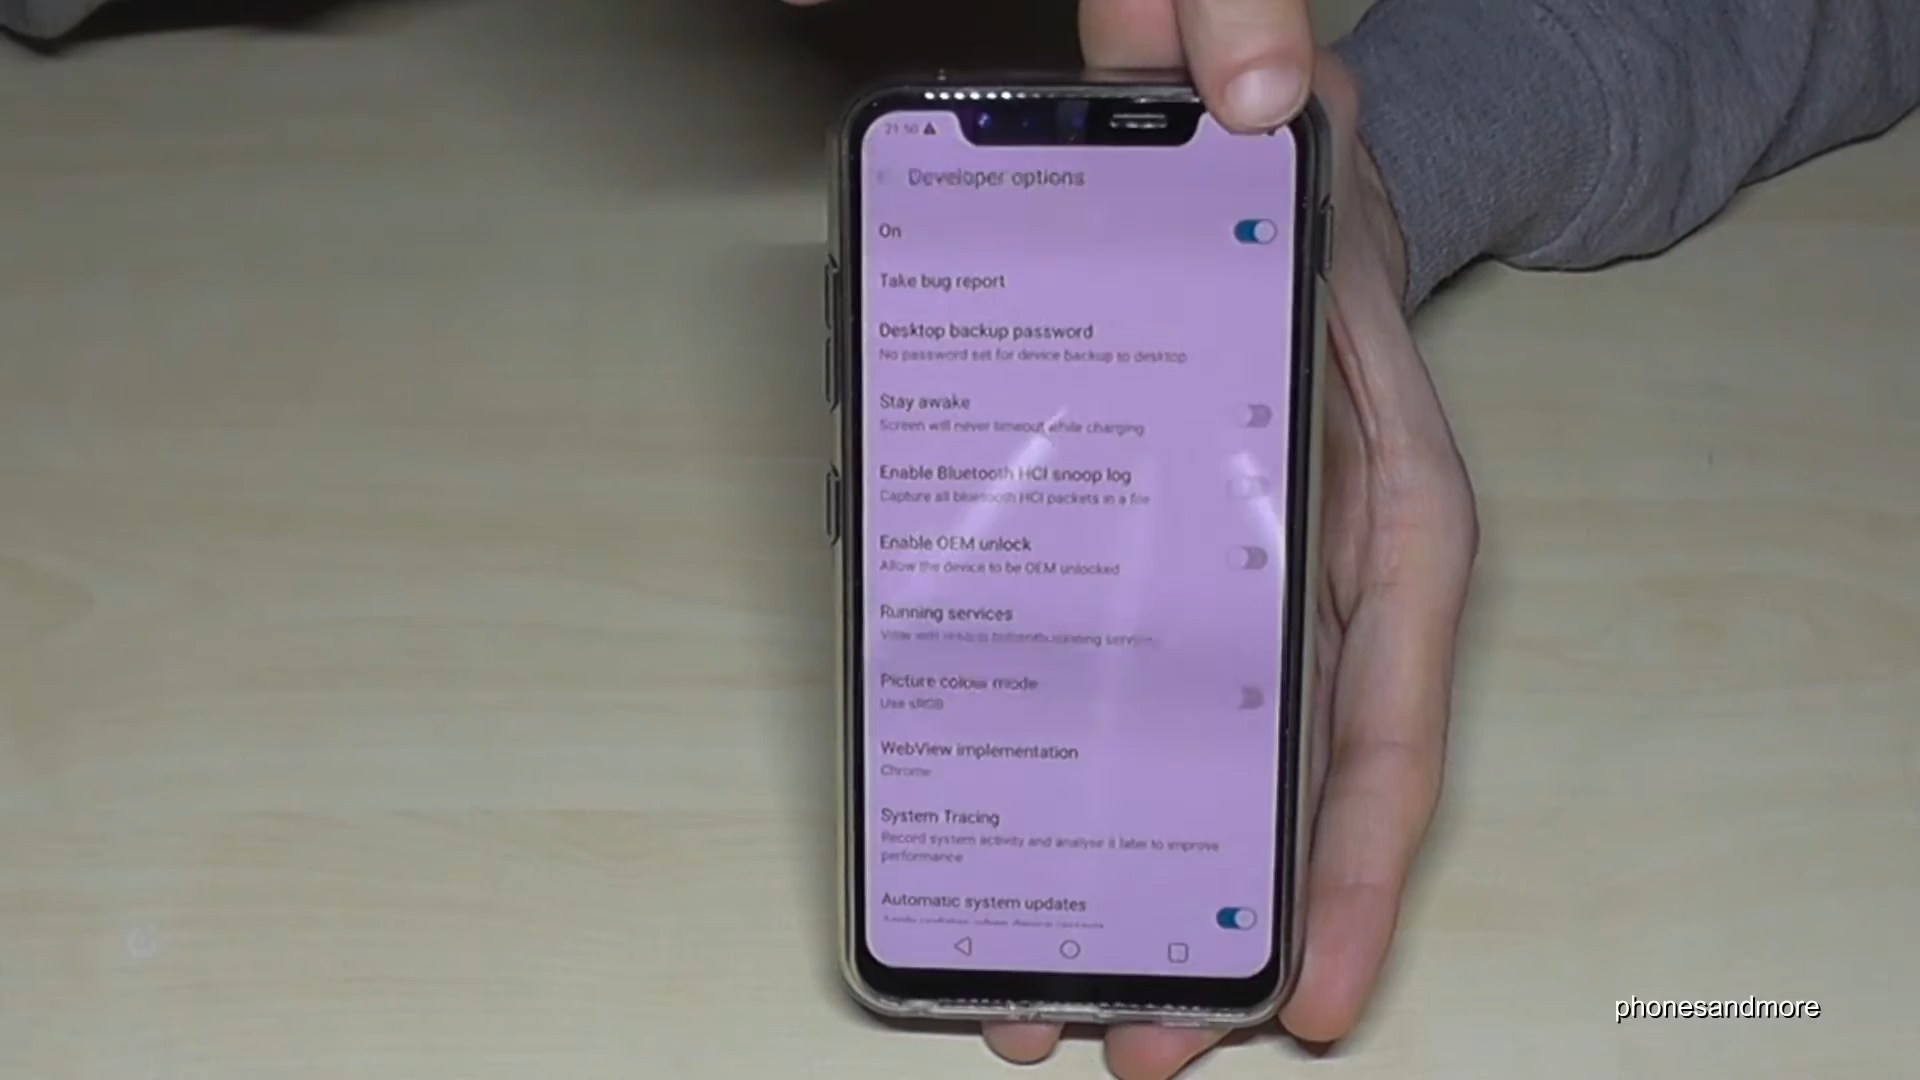 21:50
Developer options
On
Take bug report
Desktop backup password
No password set for device backup to desktop
Stay awake
Screen will never timeout while charging
Enable Bluetooth HCI snoop log
Capture all bluetooth HCI packets in a file
Enable OEM unlock
Allow the device to be OEM unlocked
Running services
Picture colour mode
Use sRGB
WebView implementation
Chrome
System Tracing
Record system activity and analyse it later to improve
performance
Automatic system updates
phonesandmore